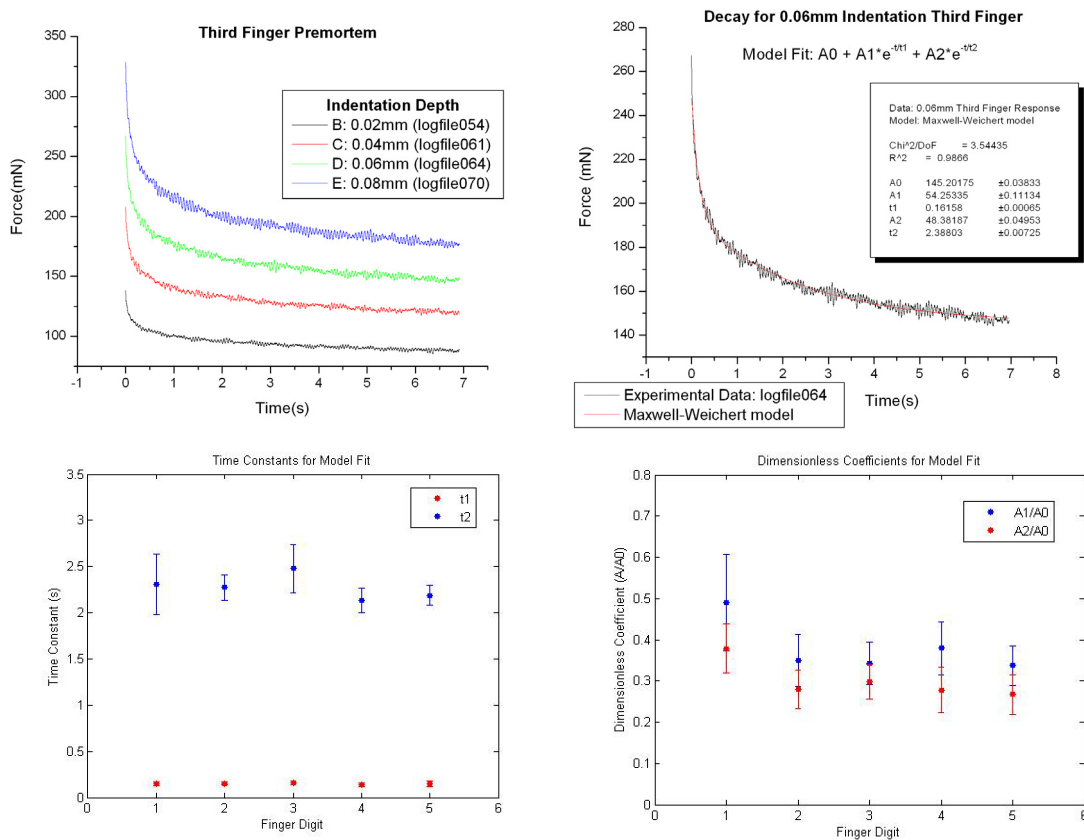 Third Finger Premortem
350
300
250
200
150
100
Force(mN)
-1 0 1 2 3 4 5 6 7 8
Time(s)
Indentation Depth
B: 0.02mm (logfile054)
C: 0.04mm (logfile061)
D: 0.06mm (logfile064)
E: 0.08mm (logfile070)
Decay for 0.06mm Indentation Third Finger
Model Fit: A0 + A1*e-t/t1 + A2*e-t/t2
280
260
240
220
200
180
160
140
Force (mN)
-1 0 1 2 3 4 5 6 7 8
Time(s)
Data: 0.06mm Third Finger Response
Model: Maxwell-Weichert model
Chi^2/DoF = 3.54435
R^2 = 0.9866
A0 145.20175 ±0.03833
A1 54.25335 ±0.11134
t1 0.16158 ±0.00065
A2 48.38187 ±0.04953
t2 2.38803 ±0.00725
Experimental Data: logfile064
Maxwell-Weichert model
Time Constants for Model Fit
3.5
3
2.5
2
1.5
1
0.5
0
Time Constant (s)
0 1 2 3 4 5 6
Finger Digit
t1
t2
Dimensionless Coefficients for Model Fit
0.8
0.7
0.6
0.5
0.4
0.3
0.2
0.1
0
Dimensionless Coefficient (A/A0)
0 1 2 3 4 5 6
Finger Digit
A1/A0
A2/A0